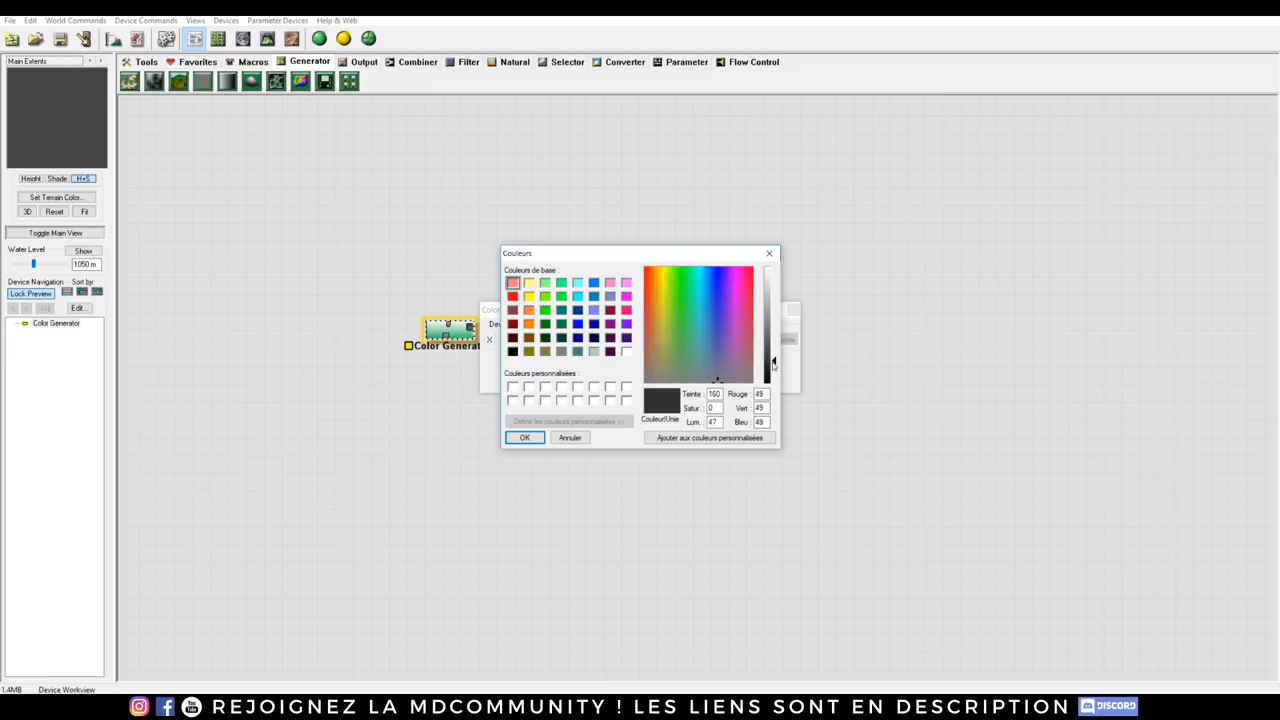 File Edit World Commands Device Commands Views Devices Parameter Devices Help & Web
Main Extents
Tools Favorites Macros Generator Output Combiner Filter Natural Selector Converter Parameter Flow Control
Height Shade H+S
Set Terrain Color...
3D Reset Fit
Toggle Main View
Water Level Show
1050 m
Device Navigation Sort by:
Lock Preview
Edit...
Color Generator
Color Generat
Color
Dev
Couleurs
Couleurs de base :
Couleurs personnalisées :
Définir les couleurs personnalisées >>
OK Annuler
Teinte : 160 Rouge : 49
Satur. : 0 Vert : 49
Couleur|Unie
Lum. : 47 Bleu : 49
Ajouter aux couleurs personnalisées
1.4MB Device Workview
REJOIGNEZ LA MDCOMMUNITY ! LES LIENS SONT EN DESCRIPTION DISCORD